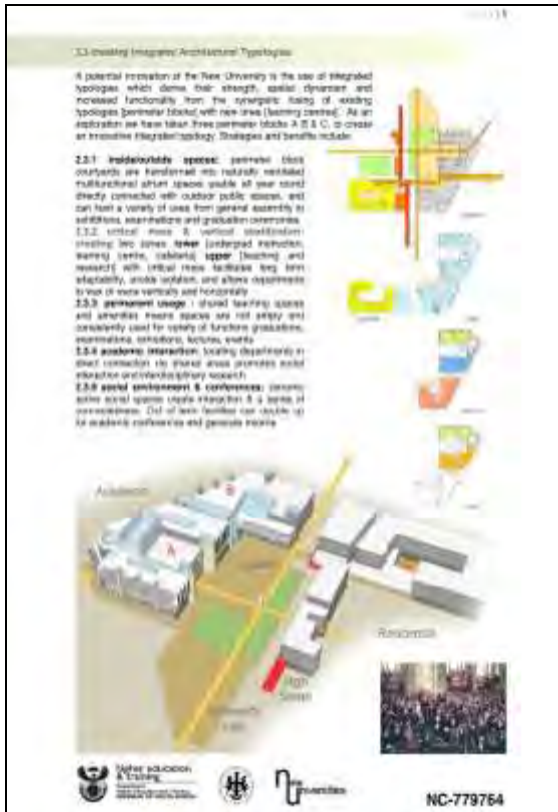 2.3 creating Integrated Architectural Typologies
A potential innovation of the New University is the use of integrated
typologies which derive their strength, spatial dynamism and
increased functionality from the synergistic fusing of existing
typologies [perimeter blocks] with new ones [learning centres]. As an
exploration we have taken three perimeter blocks A B & C, to create
an innovative integrated typology. Strategies and benefits include:
2.3.1 inside/outside spaces: perimeter block
courtyards are transformed into naturally ventilated
multifunctional atrium spaces usable all year round
directly connected with outdoor public spaces, and
can host a variety of uses from general assembly to
exhibitions, examinations and graduation ceremonies.
2.3.2 critical mass & vertical stratification:
creating two zones: lower [undergrad instruction,
learning centre, cafeteria] upper [teaching and
research] with critical mass facilitates long term
adaptability, and allows departments
to vertically and horizontally
2.3.3 permanent usage : shared teaching spaces
and amenities means spaces are not empty and
consistently used for variety of functions graduations,
examinations, exhibitions, lectures, events
2.3.4 academic interaction: locating departments in
direct connection via shared areas promotes social
interaction and interdisciplinary research
2.3.5 social environment & conferences:
active social spaces create interaction & a sense of
connectedness. Out of term facilities can double up
for academic conferences and generate income
Academic
B
A
Residential
High
Street
University
higher education
& training
REPUBLIC OF SOUTH AFRICA
New
Universities
NC-779764